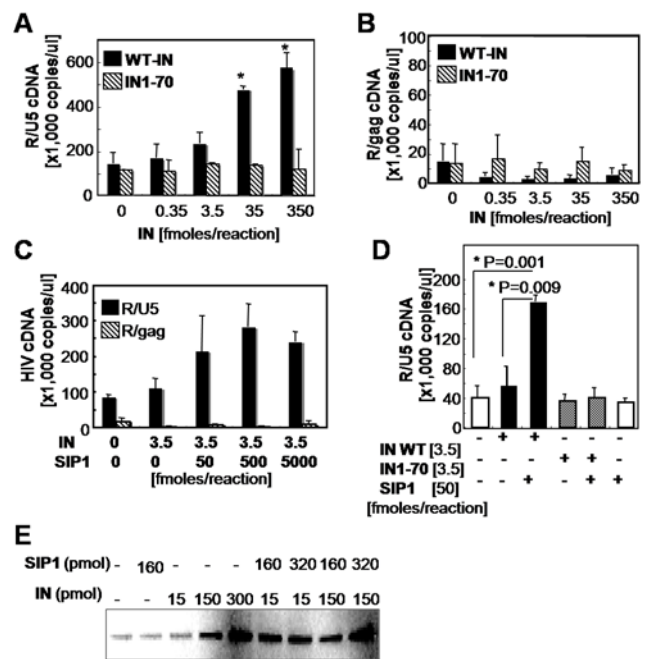 A
R/U5 cDNA
[x1,000 copies/ul]
600
400
200
0
WT-IN
IN1-70
*
*
0 0.35 3.5 35 350
IN [fmoles/reaction]
B
R/gag cDNA
[x1,000 copies/ul]
100
80
60
40
20
0
WT-IN
IN1-70
0 0.35 3.5 35 350
IN [fmoles/reaction]
C
HIV cDNA
[x1,000 copies/ul]
400
300
200
100
0
R/U5
R/gag
IN 0 3.5 3.5 3.5 3.5
SIP1 0 0 50 500 5000
[fmoles/reaction]
D
R/U5 cDNA
[x1,000 copies/ul]
200
160
120
80
40
0
* P=0.001
* P=0.009
IN WT [3.5] - + + - - -
IN1-70 [3.5] - - - + + -
SIP1 [50] - - + - + +
[fmoles/reaction]
E
SIP1 (pmol) - 160 - - - 160 320 160 320
IN (pmol) - - 15 150 300 15 15 150 150